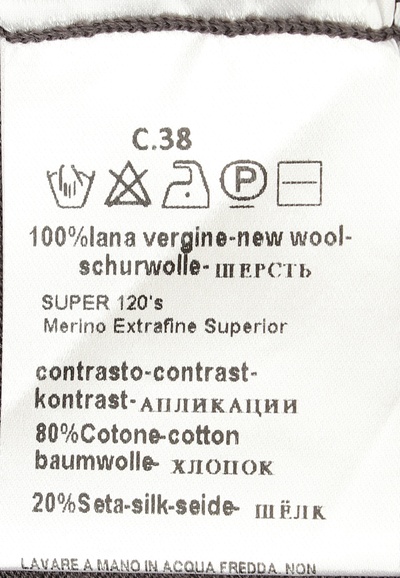 C.38
P
100%lana vergine-new wool-
schurwolle-ШЕРСТЬ
SUPER 120's
Merino Extrafine Superior
contrasto-contrast-
kontrast-АПЛИКАЦИИ
80%Cotone-cotton
baumwolle- ХЛОПОК
20%Seta-silk-seide- ШЁЛК
LAVARE A MANO IN ACQUA FREDDA. NON